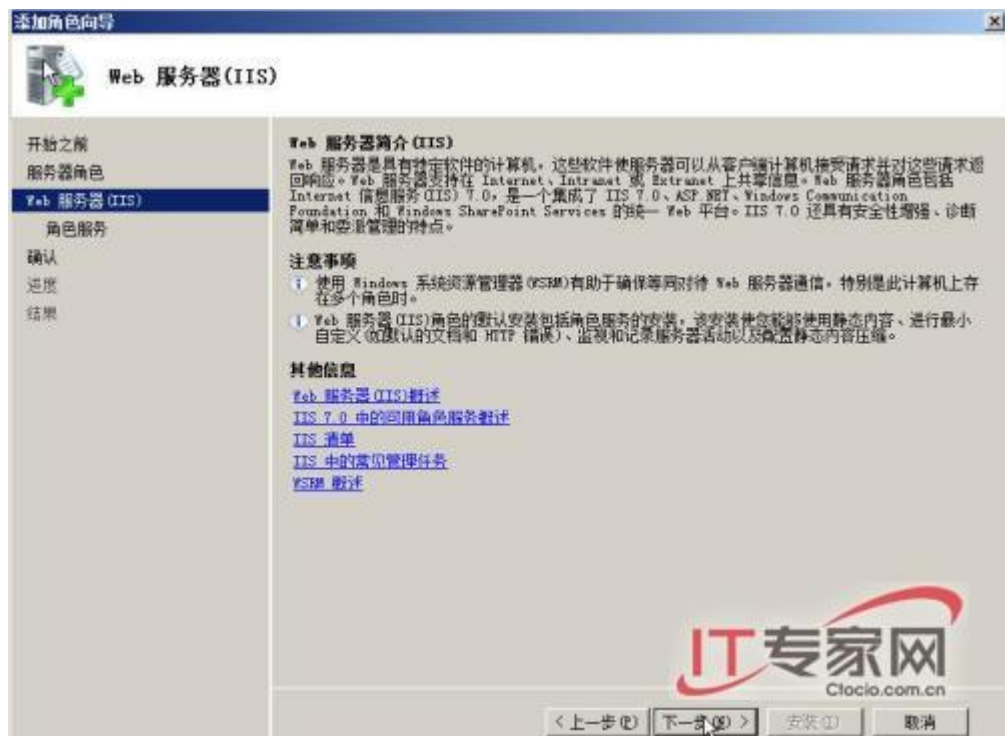 添加角色向导
Web 服务器(IIS)
开始之前
服务器角色
Web 服务器(IIS)
角色服务
确认
进度
结果
Web 服务器简介(IIS)
Web 服务器是具有特定软件的计算机，这些软件使服务器可以从客户端计算机接受请求并对这些请求返
回响应。Web 服务器支持在 Internet、Intranet 或 Extranet 上共享信息。Web 服务器角色包括
Internet 信息服务(IIS) 7.0，是一个集成了 IIS 7.0、ASP.NET、Windows Communication
Foundation 和 Windows SharePoint Services 的统一 Web 平台。IIS 7.0 还具有安全性增强、诊断
简单和委派管理的特点。
注意事项
使用 Windows 系统资源管理器(WSRM)有助于确保等同对待 Web 服务器通信，特别是此计算机上存
在多个角色时。
Web 服务器(IIS)角色的默认安装包括角色服务的安装，该安装使您能够使用静态内容、进行最小
自定义(如默认的文档和 HTTP 错误)、监视和记录服务器活动以及配置静态内容压缩。
其他信息
Web 服务器(IIS)概述
IIS 7.0 中的可用角色服务概述
IIS 清单
IIS 中的常见管理任务
WSRM 概述
IT专家网
Ctocio.com.cn
<上一步(P) 下一步(N) > 安装(I) 取消